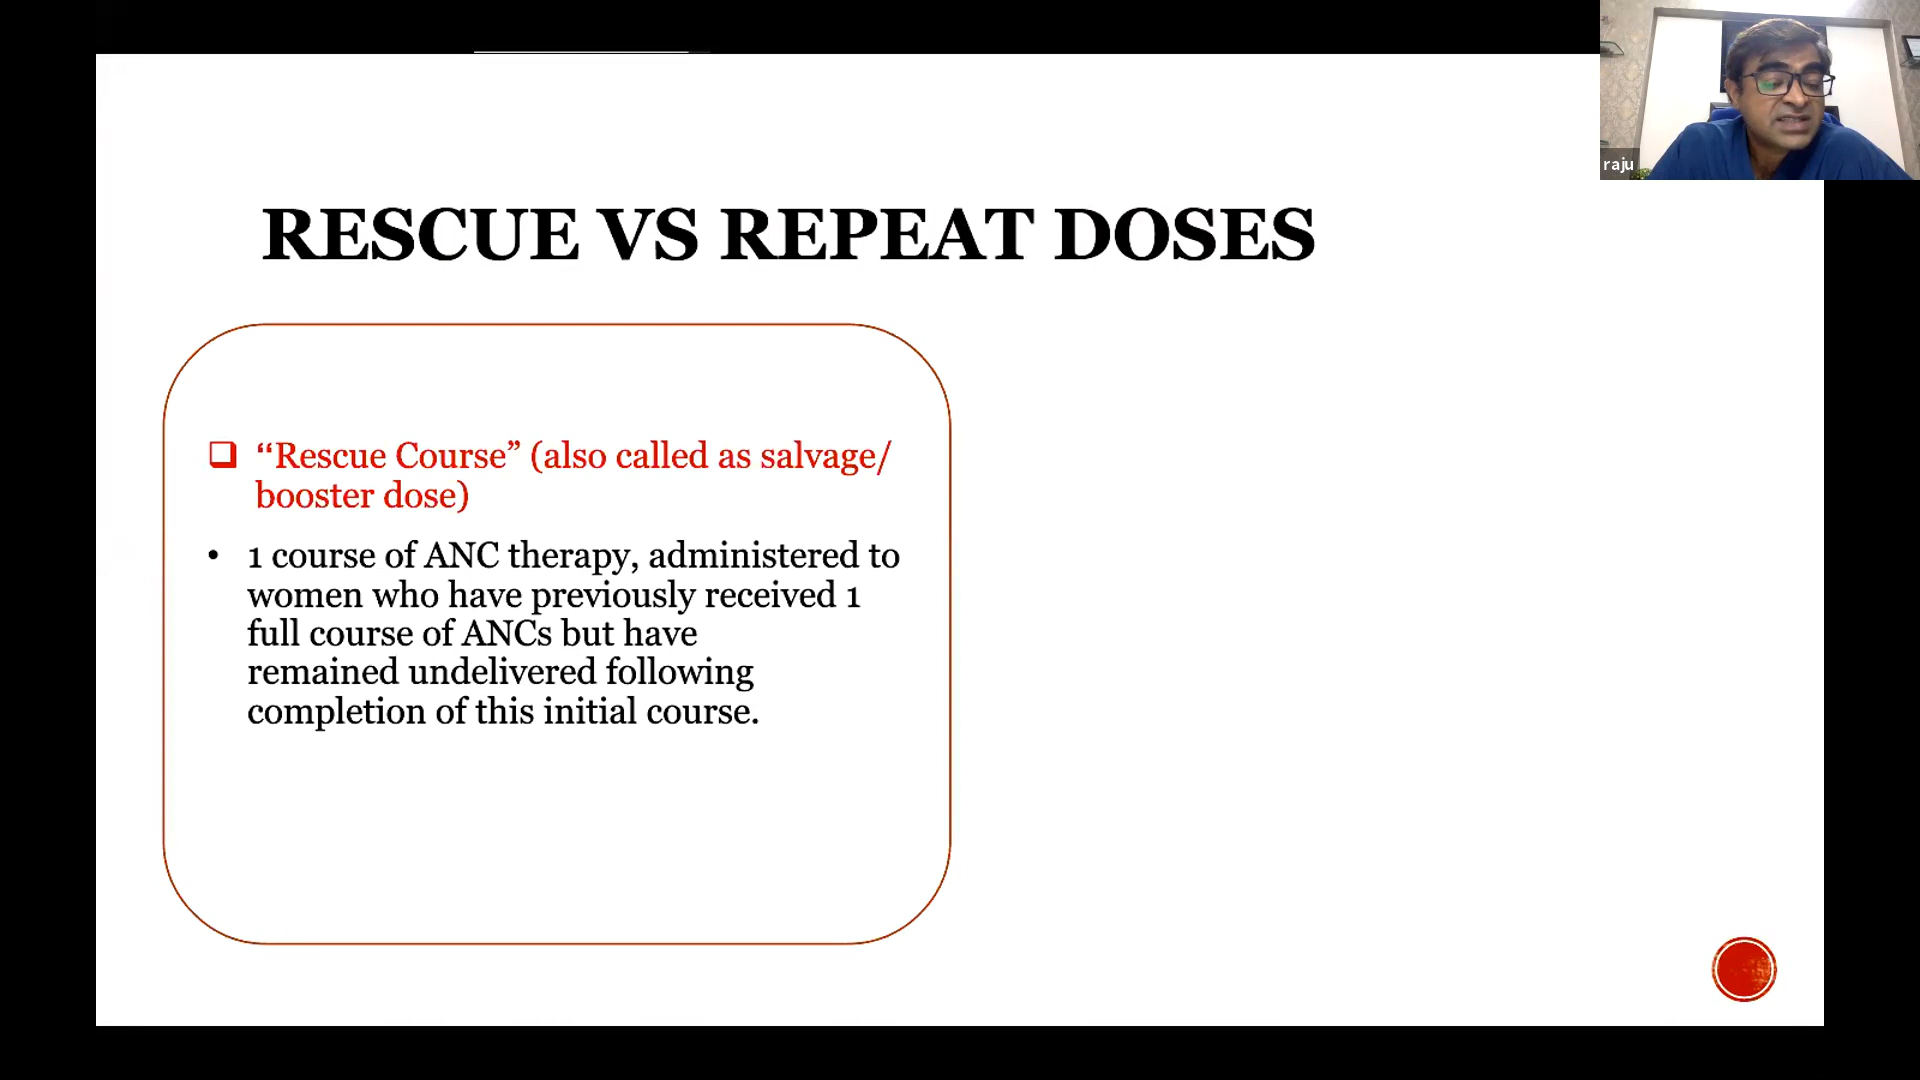 raju
RESCUE VS REPEAT DOSES
“Rescue Course” (also called as salvage/
booster dose)
• 1 course of ANC therapy, administered to
women who have previously received 1
full course of ANCs but have
remained undelivered following
completion of this initial course.